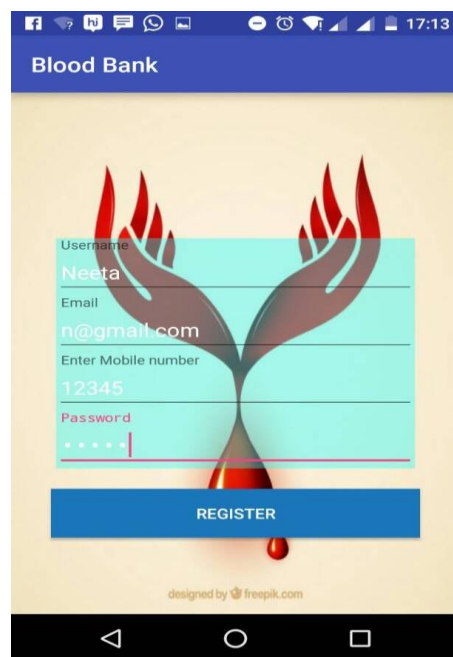 17:13
Blood Bank
Username
Neeta
Email
n@gmail.com
Enter Mobile number
12345
Password
•••••
REGISTER
designed by freepik.com